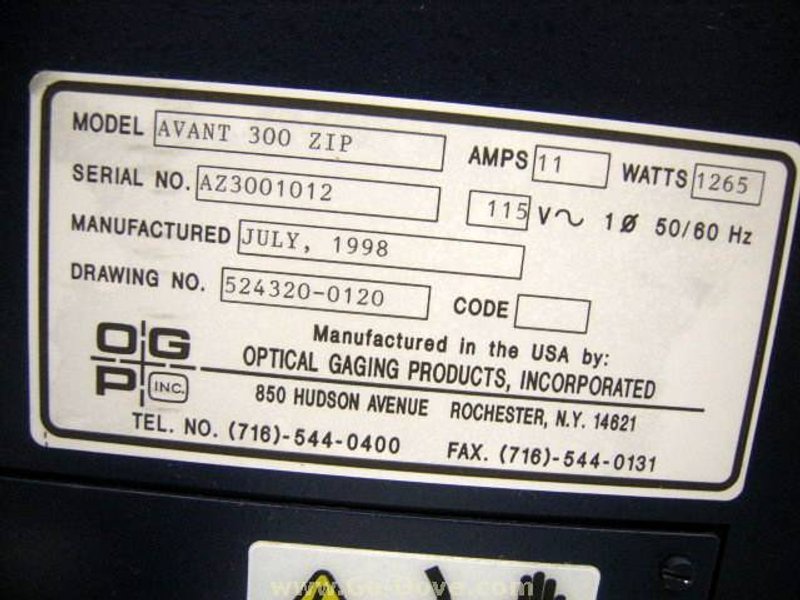 MODEL AVANT 300 ZIP AMPS 11 WATTS 1265
SERIAL NO. AZ3001012 115 V~ 1Ø 50/60 Hz
MANUFACTURED JULY, 1998
DRAWING NO. 524320-0120 CODE
OGP INC.
Manufactured in the USA by:
OPTICAL GAGING PRODUCTS, INCORPORATED
850 HUDSON AVENUE ROCHESTER, N.Y. 14621
TEL. NO. (716)-544-0400 FAX. (716)-544-0131